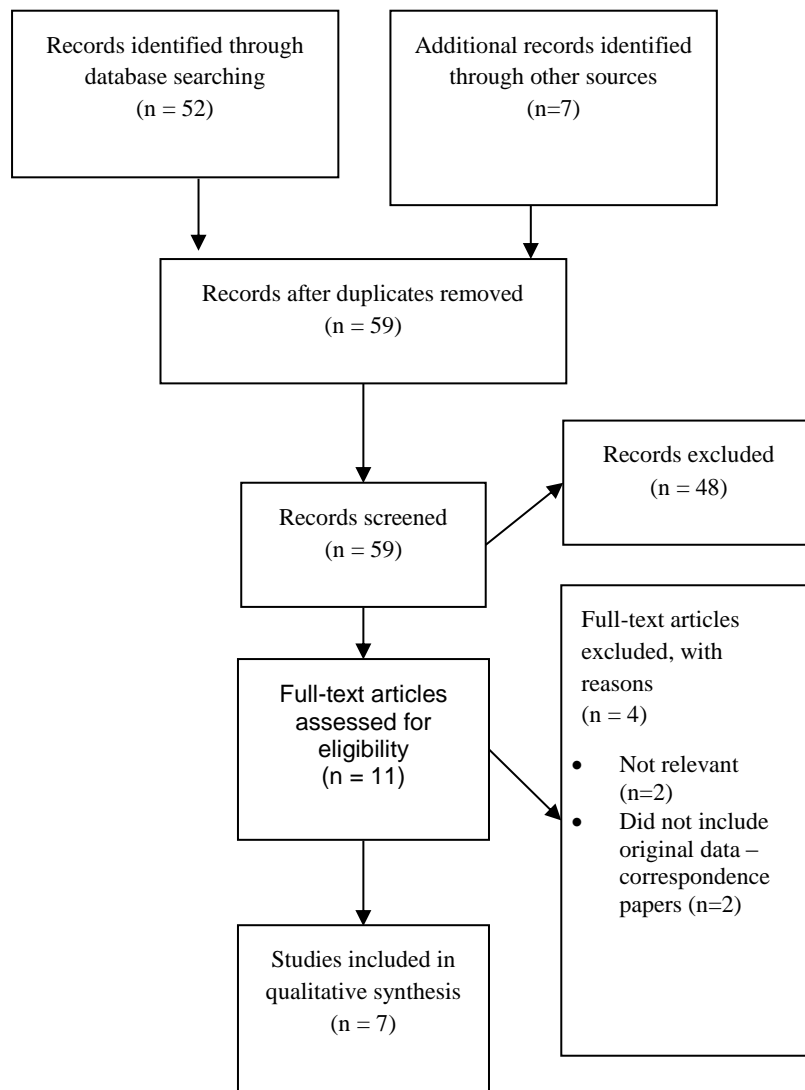 Records identified through
database searching
(n = 52)
Additional records identified
through other sources
(n=7)
Records after duplicates removed
(n = 59)
Records excluded
(n = 48)
Records screened
(n = 59)
Full-text articles
assessed for
eligibility
(n = 11)
Full-text articles
excluded, with
reasons
(n = 4)
• Not relevant
(n=2)
• Did not include
original data –
correspondence
papers (n=2)
Studies included in
qualitative synthesis
(n = 7)